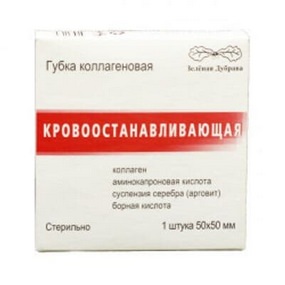 Губка коллагеновая
Зелёная Дубрава
КРОВООСТАНАВЛИВАЮЩАЯ
коллаген
аминокапроновая кислота
суспензия серебра (арговит)
борная кислота
Стерильно
1 штука 50х50 мм